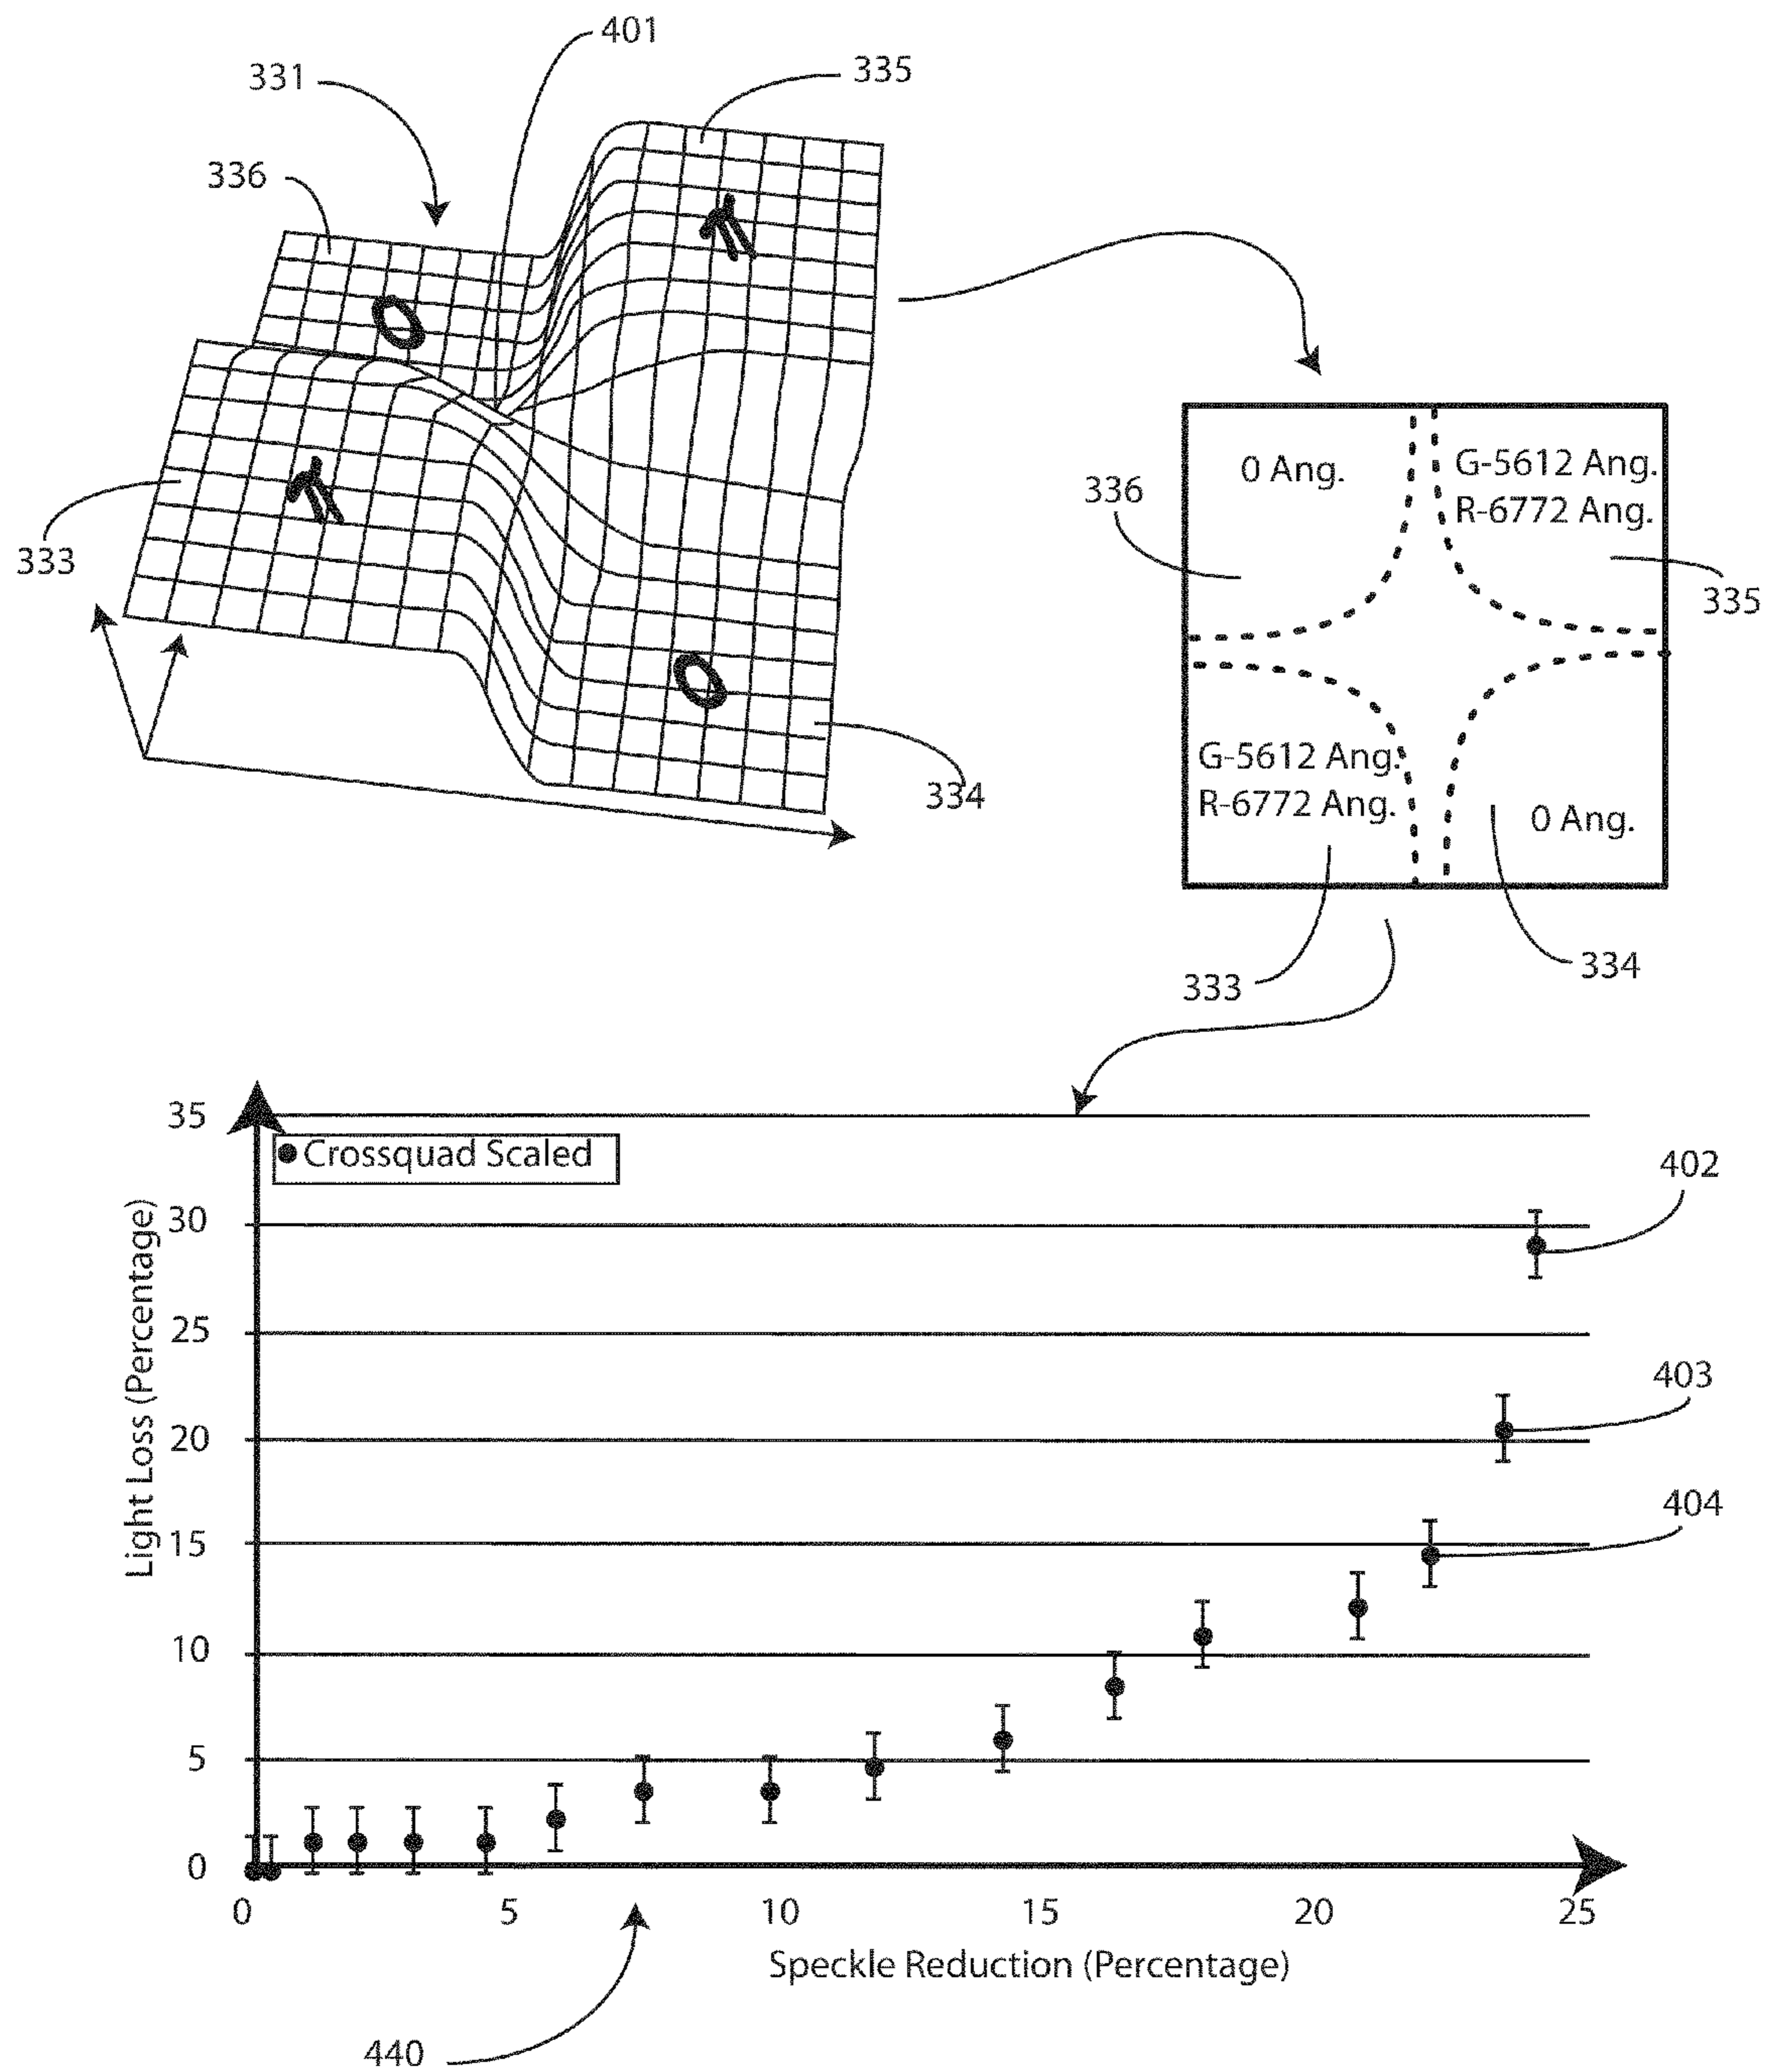 401
331
335
336
π
0
π
0
333
334
0 Ang.
G-5612 Ang.
R-6772 Ang.
336
335
G-5612 Ang.
R-6772 Ang.
0 Ang.
333
334
35
Crossquad Scaled
30
25
20
15
10
5
0
Light Loss (Percentage)
402
403
404
0 5 10 15 20 25
Speckle Reduction (Percentage)
440